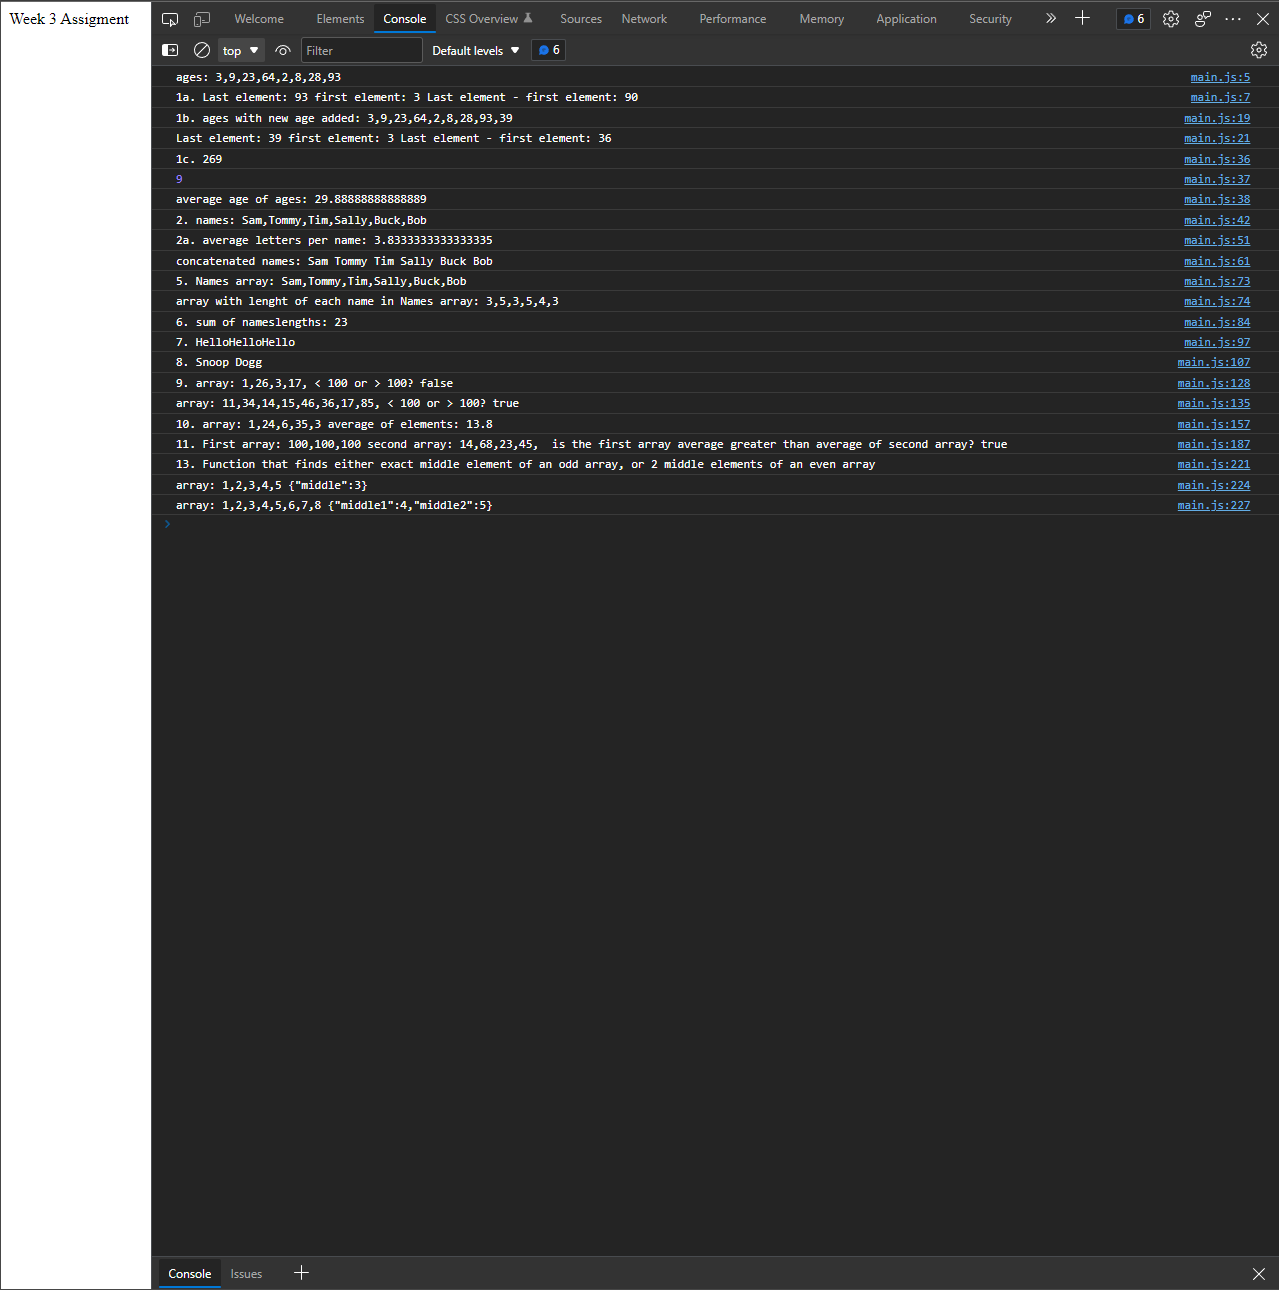 Week 3 Assigment
Welcome Elements Console CSS Overview Sources Network Performance Memory Application Security 6
top Filter Default levels 6
ages: 3,9,23,64,2,8,28,93 main.js:5
1a. Last element: 93 first element: 3 Last element - first element: 90 main.js:7
1b. ages with new age added: 3,9,23,64,2,8,28,93,39 main.js:19
Last element: 39 first element: 3 Last element - first element: 36 main.js:21
1c. 269 main.js:36
9 main.js:37
average age of ages: 29.88888888888889 main.js:38
2. names: Sam,Tommy,Tim,Sally,Buck,Bob main.js:42
2a. average letters per name: 3.8333333333333335 main.js:51
concatenated names: Sam Tommy Tim Sally Buck Bob main.js:61
5. Names array: Sam,Tommy,Tim,Sally,Buck,Bob main.js:73
array with lenght of each name in Names array: 3,5,3,5,4,3 main.js:74
6. sum of nameslengths: 23 main.js:84
7. HelloHelloHello main.js:97
8. Snoop Dogg main.js:107
9. array: 1,26,3,17, < 100 or > 100? false main.js:128
array: 11,34,14,15,46,36,17,85, < 100 or > 100? true main.js:135
10. array: 1,24,6,35,3 average of elements: 13.8 main.js:157
11. First array: 100,100,100 second array: 14,68,23,45,  is the first array average greater than average of second array? true main.js:187
13. Function that finds either exact middle element of an odd array, or 2 middle elements of an even array main.js:221
array: 1,2,3,4,5 {"middle":3} main.js:224
array: 1,2,3,4,5,6,7,8 {"middle1":4,"middle2":5} main.js:227
Console Issues